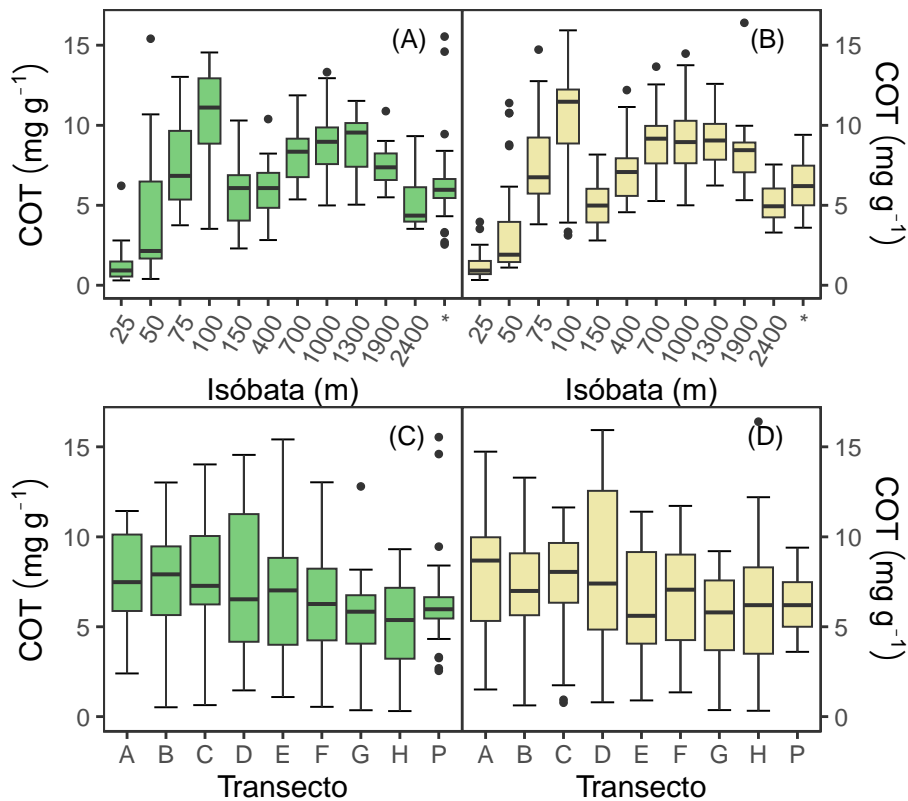 (A) (B)
15
10
5
0
COT (mg g⁻¹)
15
10
5
0
COT (mg g⁻¹)
25 50 75 100 150 400 700 1000 1300 1900 2400 *
25 50 75 100 150 400 700 1000 1300 1900 2400 *
Isóbata (m) Isóbata (m)
(C) (D)
15
10
5
0
COT (mg g⁻¹)
15
10
5
0
COT (mg g⁻¹)
A B C D E F G H P
A B C D E F G H P
Transecto Transecto